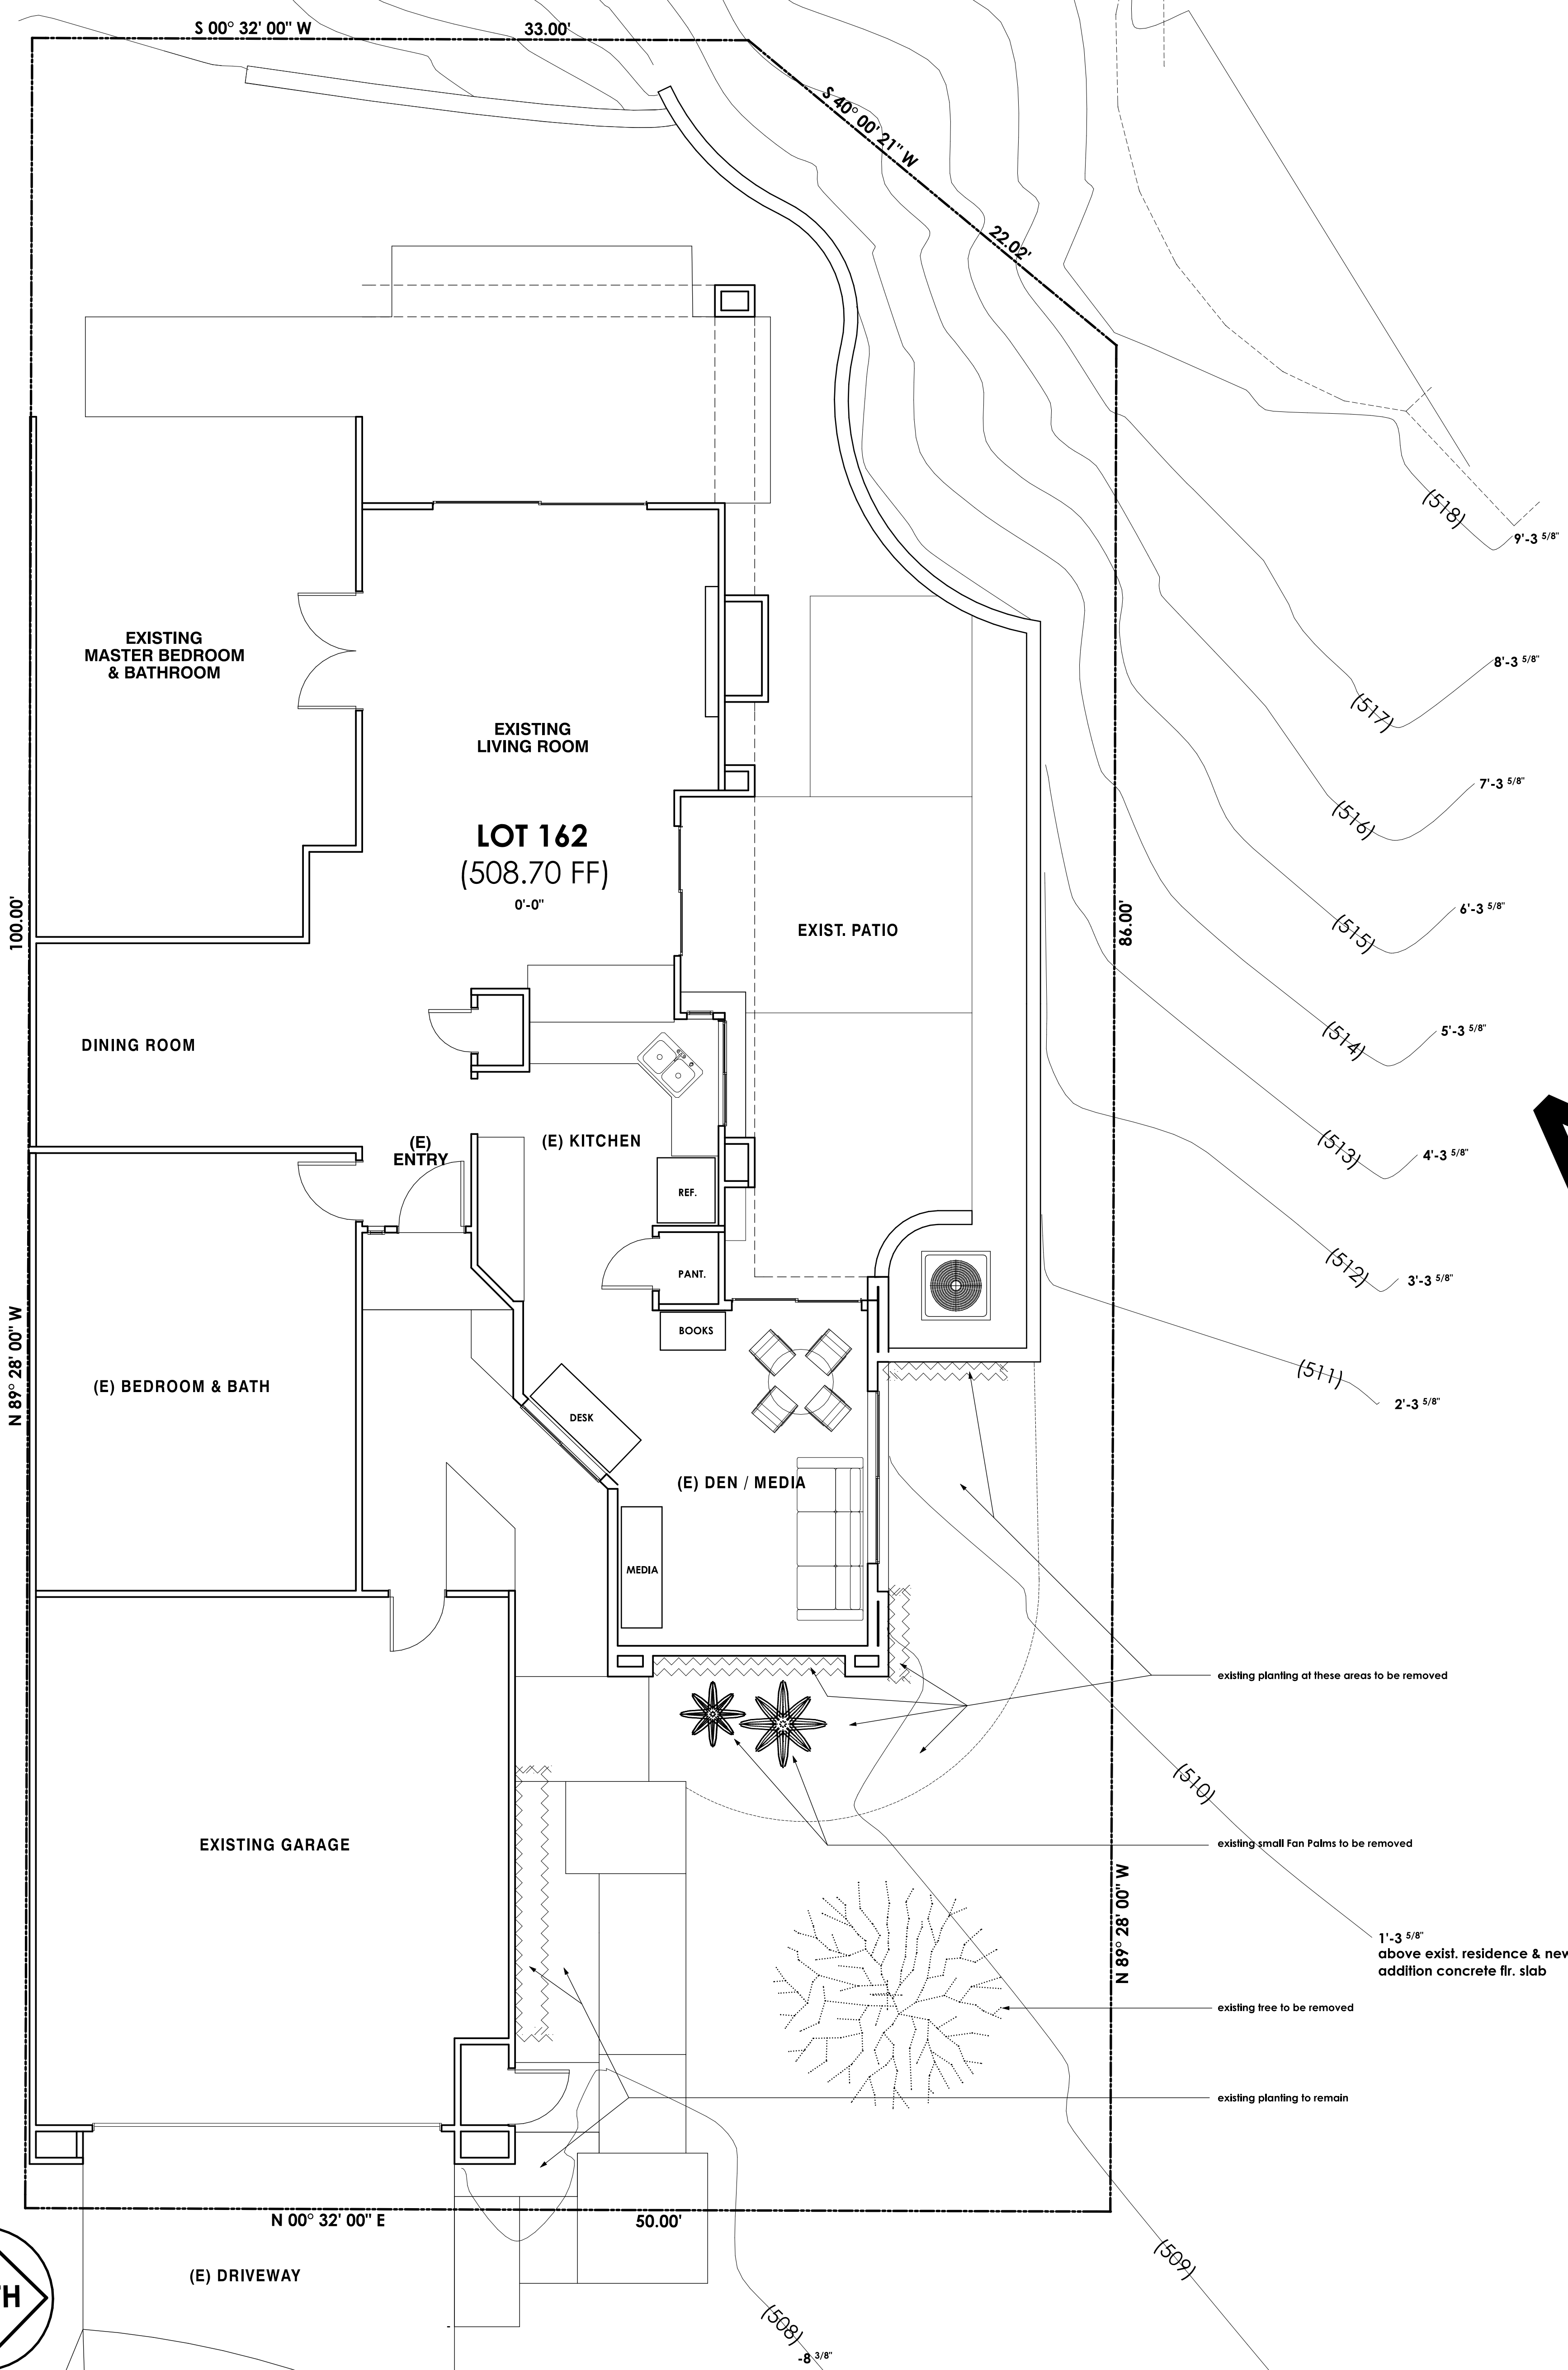 S 00° 32' 00" W
33.00'
S 40° 00' 21" W
22.02'
(518)
9'-3 5/8"
EXISTING
MASTER BEDROOM
& BATHROOM
8'-3 5/8"
(517)
EXISTING
LIVING ROOM
7'-3 5/8"
(516)
LOT 162
(508.70 FF)
0'-0"
100.00'
EXIST. PATIO
86.00'
6'-3 5/8"
(515)
DINING ROOM
5'-3 5/8"
(514)
(E)
ENTRY
(E) KITCHEN
4'-3 5/8"
(513)
REF.
PANT.
3'-3 5/8"
(512)
BOOKS
N 89° 28' 00" W
(E) BEDROOM & BATH
(511)
2'-3 5/8"
DESK
(E) DEN / MEDIA
MEDIA
existing planting at these areas to be removed
(510)
EXISTING GARAGE
existing small Fan Palms to be removed
N 89° 28' 00" W
1'-3 5/8"
above exist. residence & new
addition concrete flr. slab
existing tree to be removed
existing planting to remain
N 00° 32' 00" E
50.00'
(E) DRIVEWAY
(509)
(508)
-8 3/8"